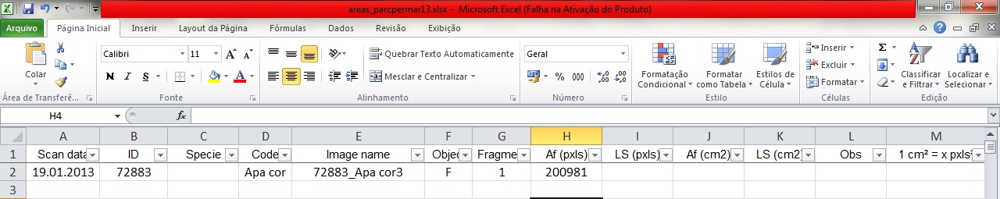 areas_parcpermar13.xlsx - Microsoft Excel (Falha na Ativação do Produto)
Arquivo Página Inicial Inserir Layout da Página Fórmulas Dados Revisão Exibição
Colar
Calibri 11 A A
N I S A
Quebrar Texto Automaticamente
Mesclar e Centralizar
Geral
% 000 ,00 ,0
Formatação Condicional
Formatar como Tabela
Estilos de Célula
Inserir
Excluir
Formatar
Σ
Classificar e Filtrar
Localizar e Selecionar
Área de Transferê... Fonte Alinhamento Número Estilo Células Edição
H4 fx
A B C D E F G H I J K L M
1 Scan data ID Specie Code Image name Objec Fragme Af (pxls) LS (pxls) Af (cm2) LS (cm2) Obs 1 cm² = x pxls²
2 19.01.2013 72883 Apa cor 72883_Apa cor3 F 1 200981
3